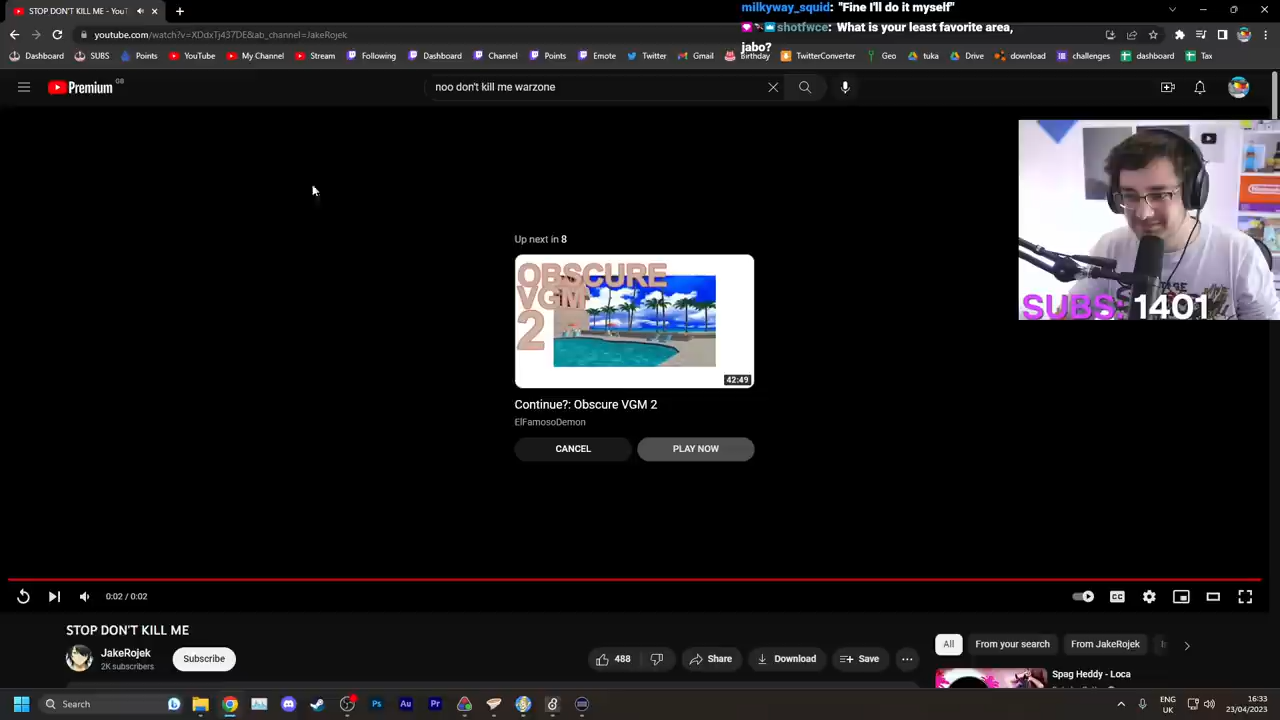 milkyway_squid: "Fine I'll do it myself"
STOP DON'T KILL ME - YouT
shotfwce: What is your least favorite area,
jabo?
youtube.com/watch?v=XDdxTj437DE&ab_channel=JakeRojek
Dashboard SUBS Points YouTube My Channel Stream Following Dashboard Channel Points Emote Twitter Gmail Birthday TwitterConverter Geo tuka Drive download challenges dashboard Tax
Premium GB
noo don't kill me warzone
Up next in 8
OBSCURE
VGM
2
42:49
SUBS: 1401
Continue?: Obscure VGM 2
ElFamosoDemon
CANCEL PLAY NOW
0:02 / 0:02
CC
STOP DON'T KILL ME
JakeRojek
2K subscribers
Subscribe
488 Share Download Save
All From your search From JakeRojek
Spag Heddy - Loca
Search
Ps Au Pr
ENG
UK
16:33
23/04/2023